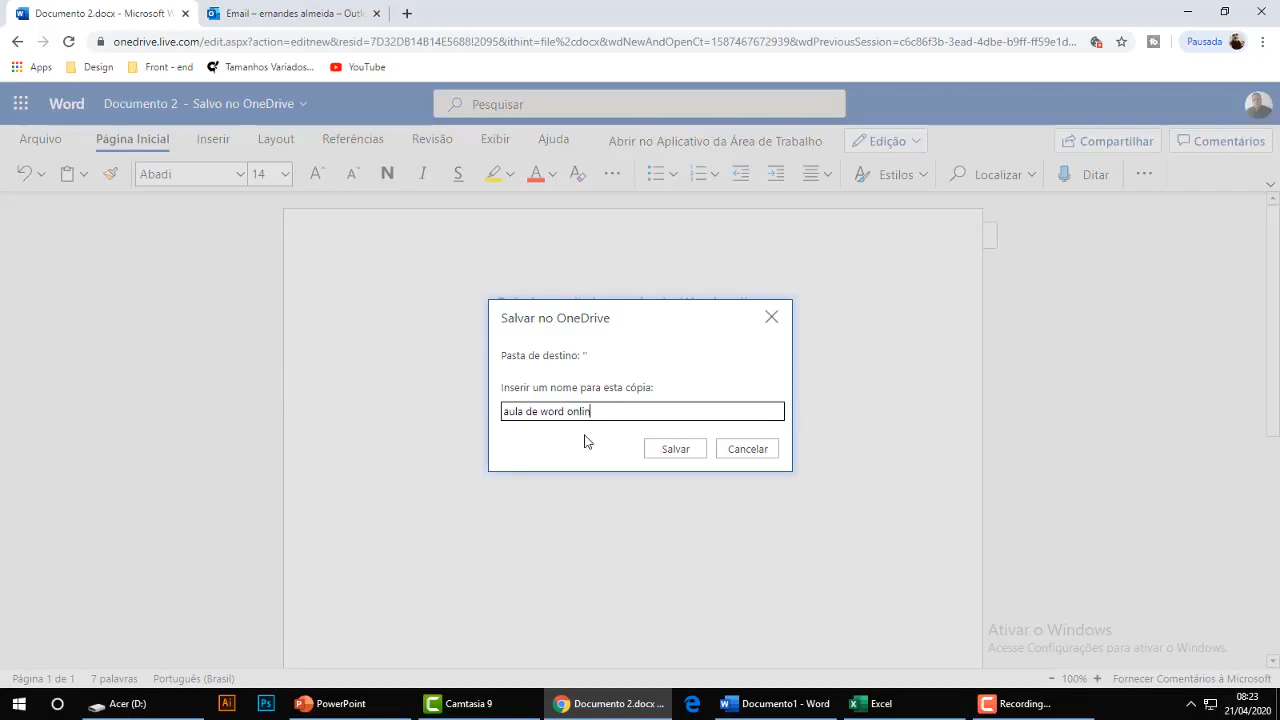 Documento 2.docx - Microsoft W
Email – ernandes almeida – Outl
onedrive.live.com/edit.aspx?action=editnew&resid=7D32DB14B14E5688!2095&ithint=file%2cdocx&wdNewAndOpenCt=1587467672939&wdPreviousSession=c6c86f3b-3ead-4dbe-b9ff-ff59e1d...
Pausada
Apps
Design
Front - end
Tamanhos Variados...
YouTube
Word
Documento 2 - Salvo no OneDrive
Pesquisar
Arquivo
Página Inicial
Inserir
Layout
Referências
Revisão
Exibir
Ajuda
Abrir no Aplicativo da Área de Trabalho
Edição
Compartilhar
Comentários
Abadi
14
N I S
Estilos
Localizar
Ditar
Salvar no OneDrive
Pasta de destino: ''
Inserir um nome para esta cópia:
aula de word onlin
Salvar
Cancelar
Ativar o Windows
Acesse Configurações para ativar o Windows.
Página 1 de 1
7 palavras
Português (Brasil)
100%
Fornecer Comentários à Microsoft
Acer (D:)
Ai
Ps
PowerPoint
Camtasia 9
Documento 2.docx ...
Documento1 - Word
Excel
Recording...
08:23
21/04/2020